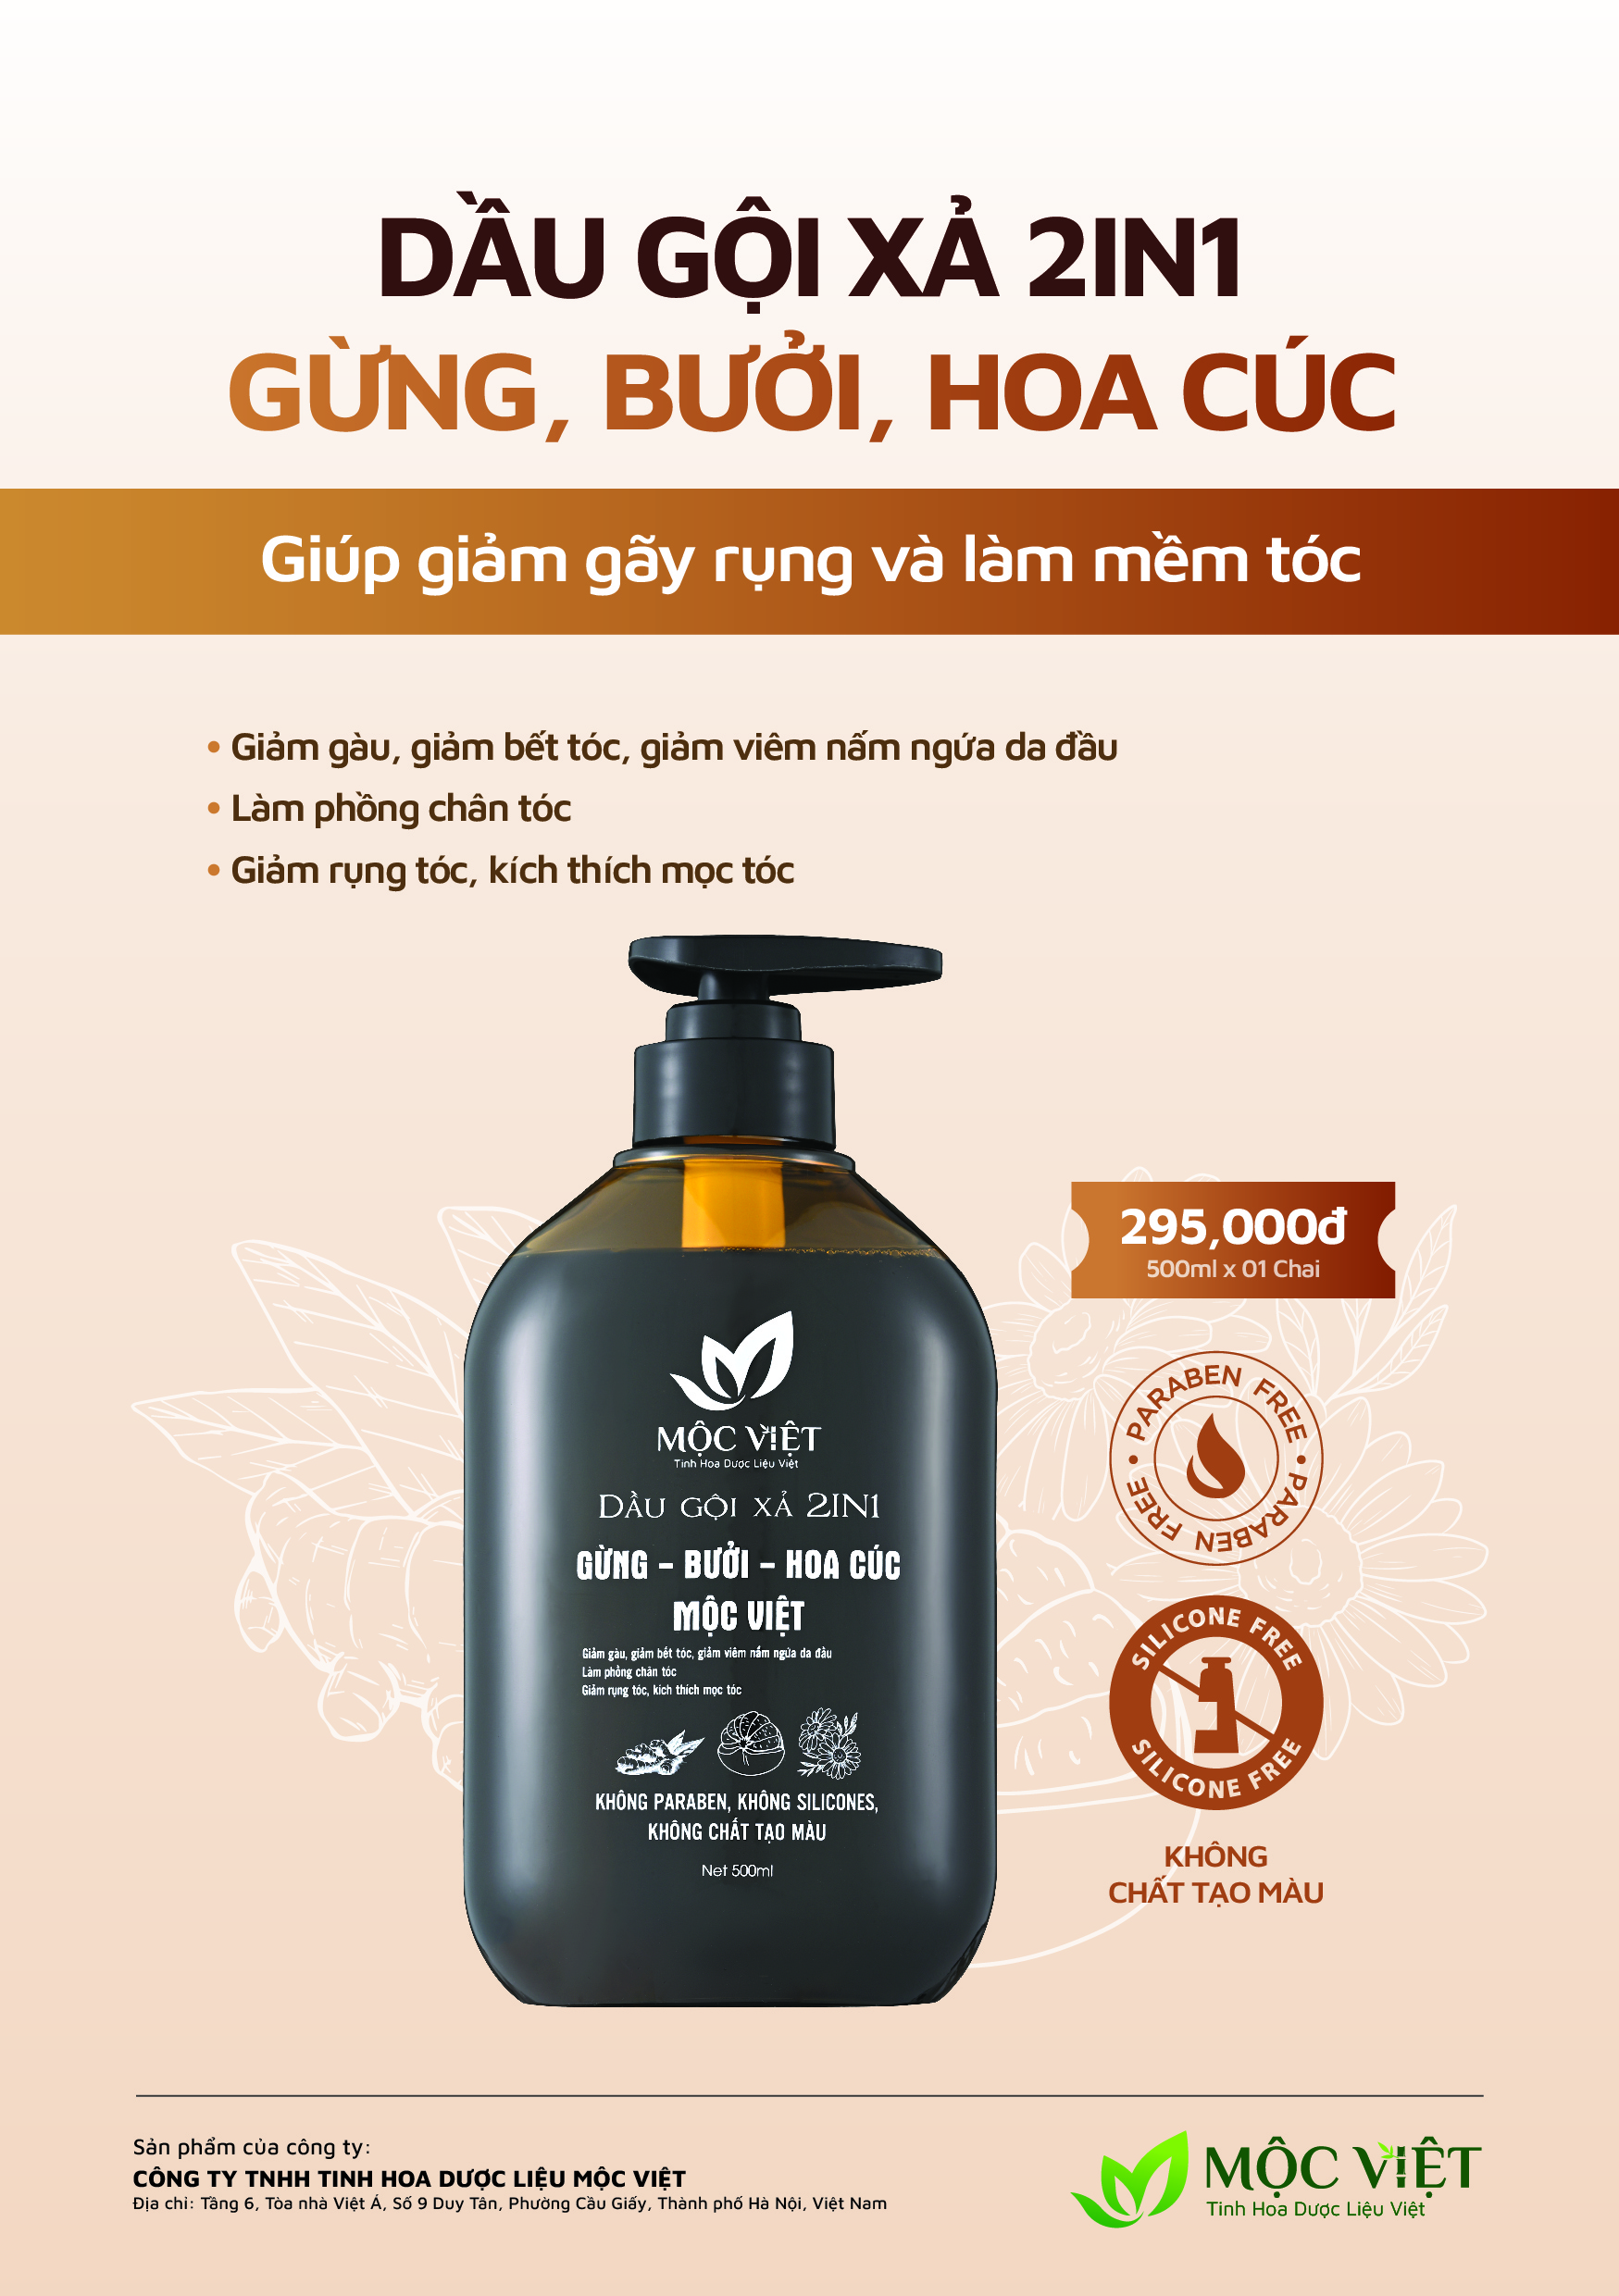 DẦU GỘI XẢ 2IN1
GỪNG, BƯỞI, HOA CÚC
Giúp giảm gãy rụng và làm mềm tóc
• Giảm gàu, giảm bết tóc, giảm viêm nấm ngứa da đầu
• Làm phồng chân tóc
• Giảm rụng tóc, kích thích mọc tóc
295,000đ
500ml x 01 Chai
MỘC VIỆT
Tinh Hoa Dược Liệu Việt
DẦU GỘI XẢ 2IN1
GỪNG – BƯỞI – HOA CÚC
MỘC VIỆT
Giảm gàu, giảm bết tóc, giảm viêm nấm ngứa da đầu
Làm phồng chân tóc
Giảm rụng tóc, kích thích mọc tóc
KHÔNG PARABEN, KHÔNG SILICONES,
KHÔNG CHẤT TẠO MÀU
Net 500ml
PARABEN FREE • PARABEN FREE •
SILICONE FREE
SILICONE FREE
KHÔNG
CHẤT TẠO MÀU
Sản phẩm của công ty:
CÔNG TY TNHH TINH HOA DƯỢC LIỆU MỘC VIỆT
Địa chỉ: Tầng 6, Tòa nhà Việt Á, Số 9 Duy Tân, Phường Cầu Giấy, Thành phố Hà Nội, Việt Nam
MỘC VIỆT
Tinh Hoa Dược Liệu Việt